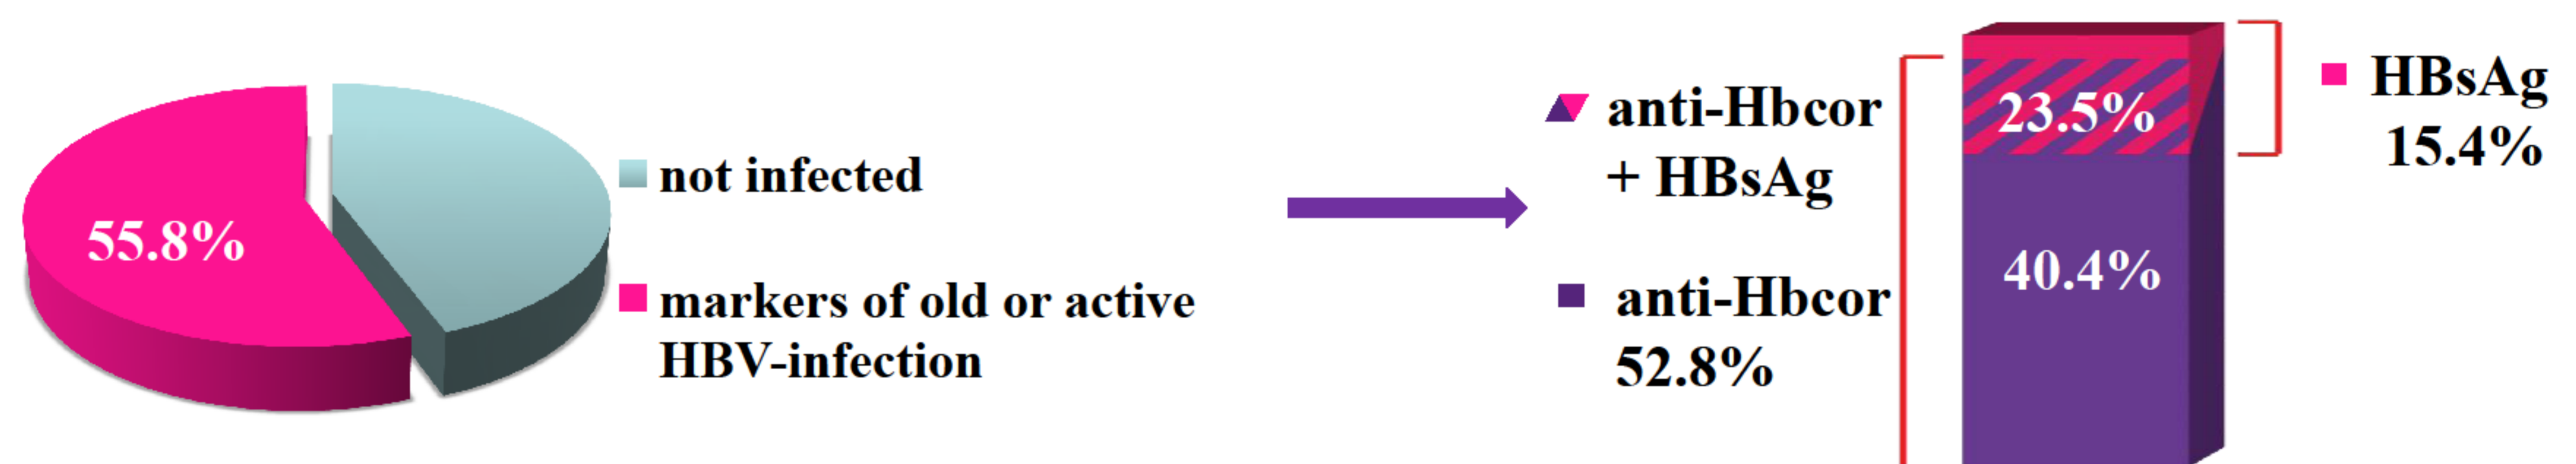 55.8%
not infected
markers of old or active
HBV-infection
anti-Hbcor
+ HBsAg
anti-Hbcor
52.8%
23.5%
40.4%
HBsAg
15.4%